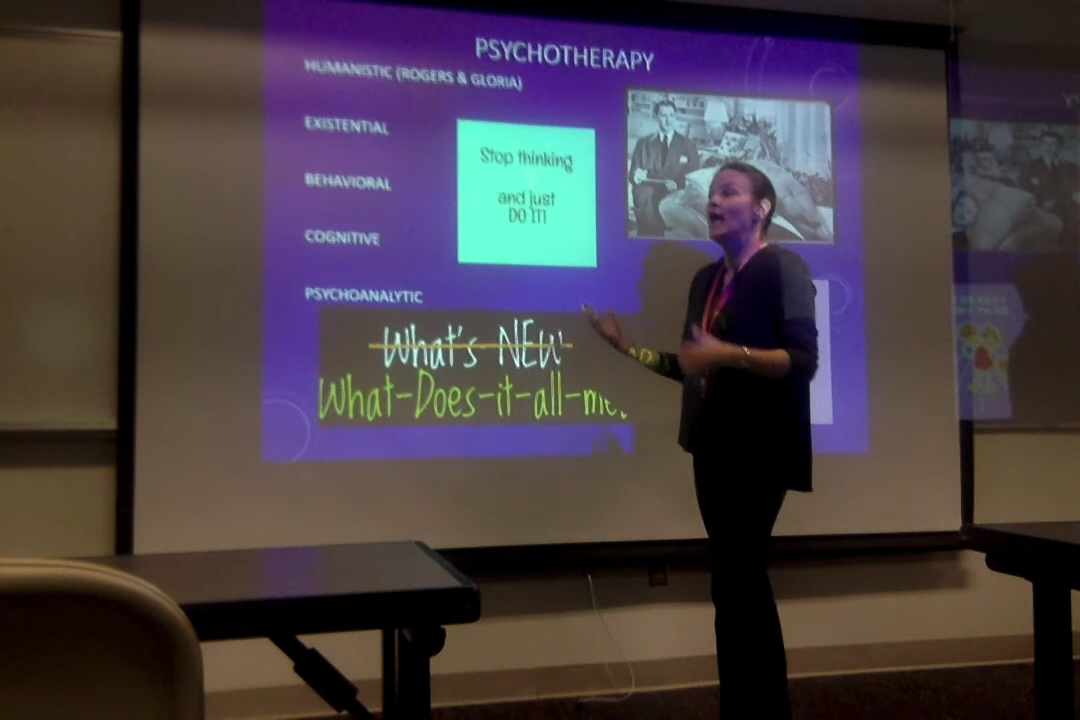 PSYCHOTHERAPY
HUMANISTIC (ROGERS & GLORIA)
EXISTENTIAL
BEHAVIORAL
COGNITIVE
PSYCHOANALYTIC
Stop thinking
and just
DO IT!
What's NEW
What-Does-it-all-